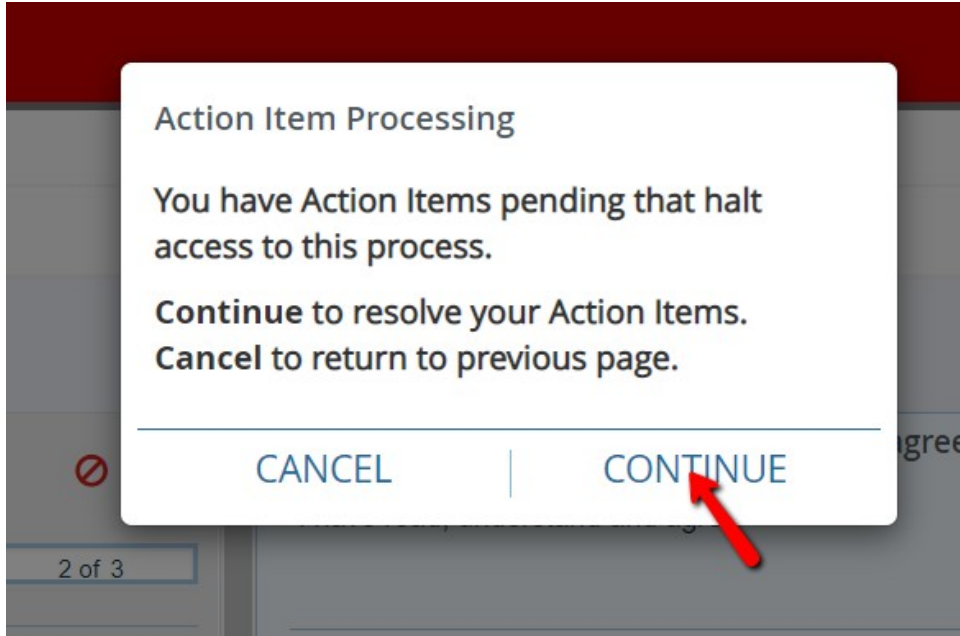 Action Item Processing
You have Action Items pending that halt
access to this process.
Continue to resolve your Action Items.
Cancel to return to previous page.
agree
CANCEL
CONTINUE
2 of 3